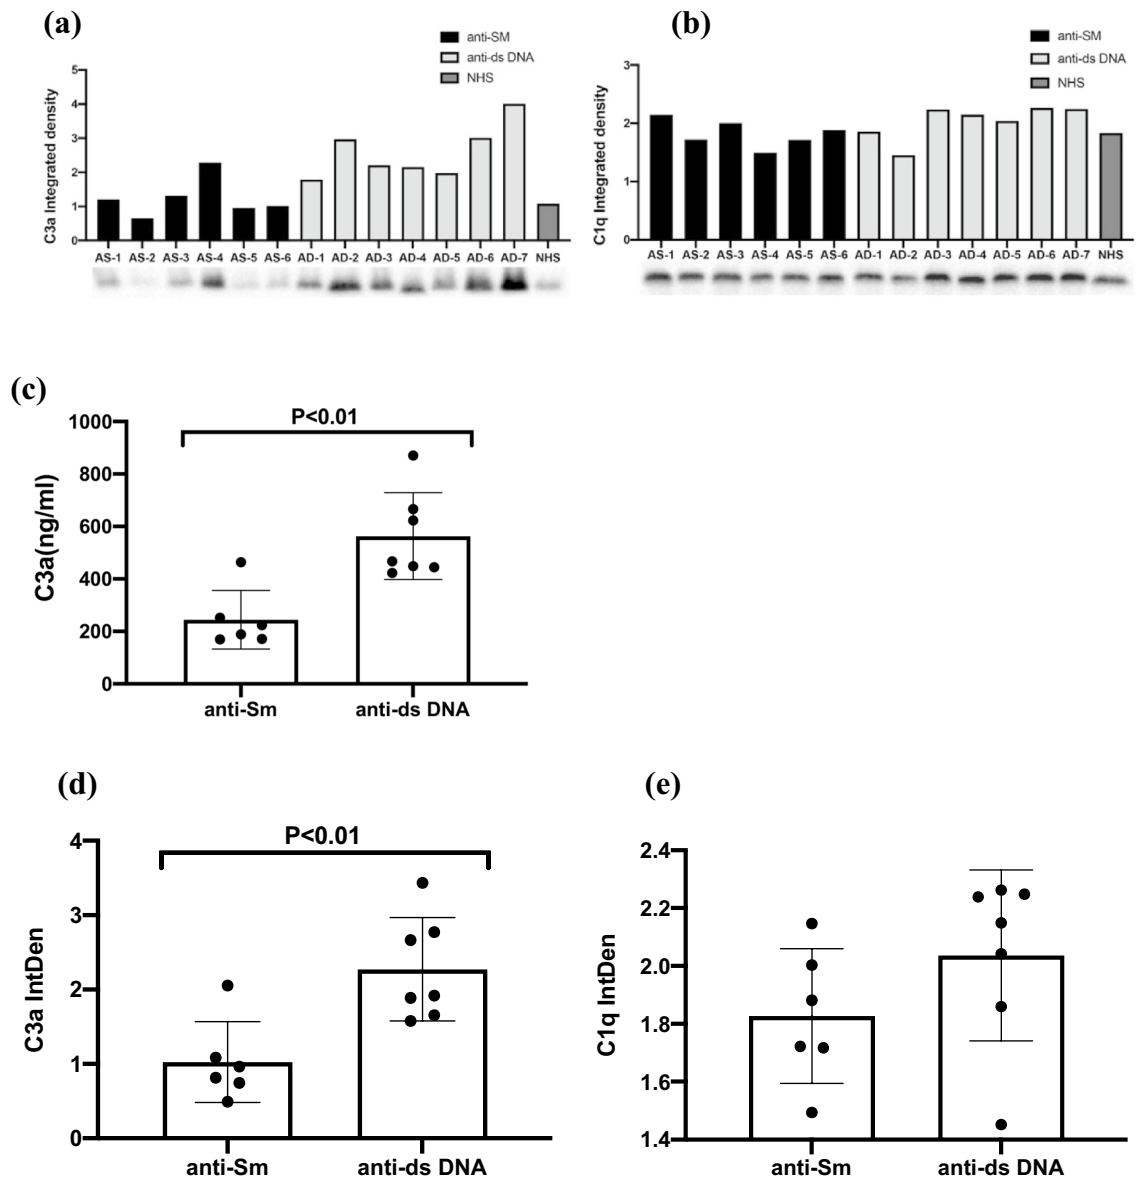 (a)
anti-SM
anti-ds DNA
NHS
C3a Integrated density
5
4
3
2
1
0
AS-1 AS-2 AS-3 AS-4 AS-5 AS-6 AD-1 AD-2 AD-3 AD-4 AD-5 AD-6 AD-7 NHS
(b)
anti-SM
anti-ds DNA
NHS
C1q Integrated density
3
2
1
0
AS-1 AS-2 AS-3 AS-4 AS-5 AS-6 AD-1 AD-2 AD-3 AD-4 AD-5 AD-6 AD-7 NHS
(c)
P<0.01
C3a(ng/ml)
1000
800
600
400
200
0
anti-Sm anti-ds DNA
(d)
P<0.01
C3a IntDen
4
3
2
1
0
anti-Sm anti-ds DNA
(e)
C1q IntDen
2.4
2.2
2.0
1.8
1.6
1.4
anti-Sm anti-ds DNA